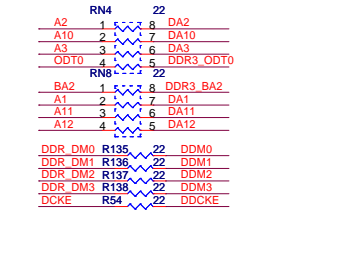 RN4 22
A2 1 8 DA2
A10 2 7 DA10
A3 3 6 DA3
ODT0 4 5 DDR3_ODT0
RN8 22
BA2 1 8 DDR3_BA2
A1 2 7 DA1
A11 3 6 DA11
A12 4 5 DA12
DDR_DM0 R135 22 DDM0
DDR_DM1 R136 22 DDM1
DDR_DM2 R137 22 DDM2
DDR_DM3 R138 22 DDM3
DCKE R54 22 DDCKE